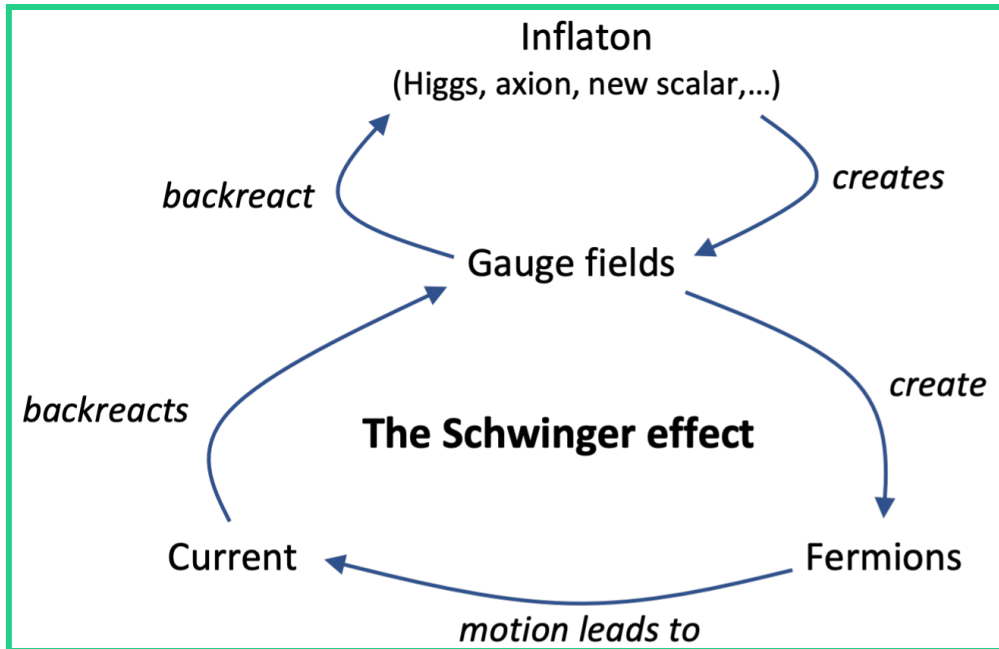 Inflaton
(Higgs, axion, new scalar,...)
backreact
creates
Gauge fields
backreacts
create
The Schwinger effect
Current
Fermions
motion leads to